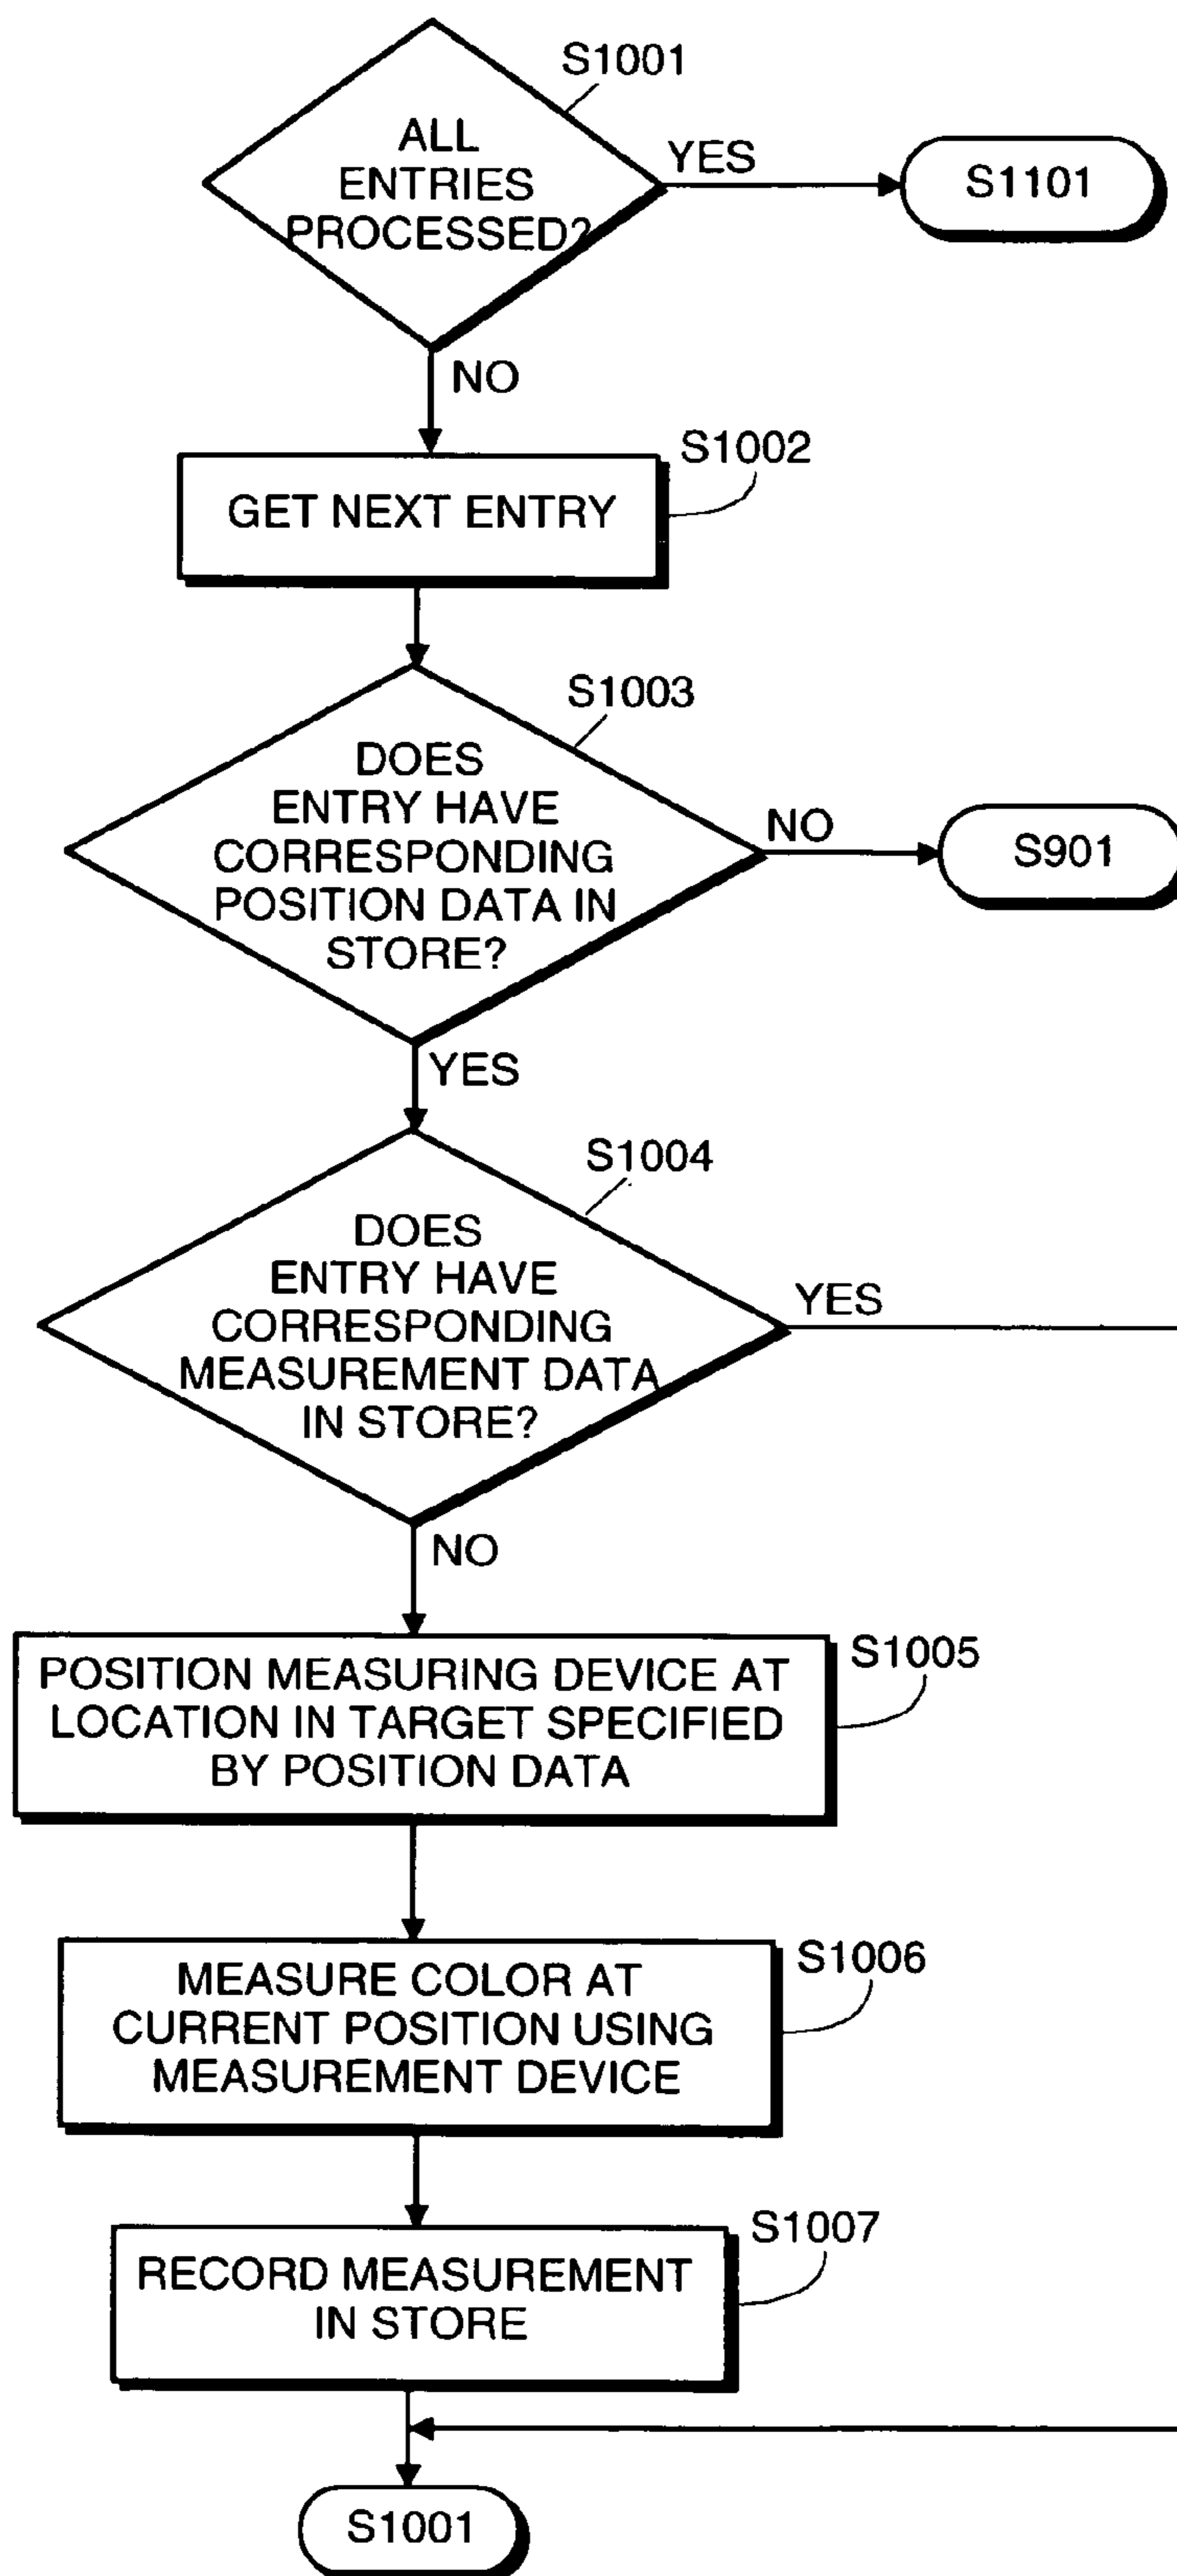 S1001
ALL
ENTRIES
PROCESSED?
YES
S1101
NO
S1002
GET NEXT ENTRY
S1003
DOES
ENTRY HAVE
CORRESPONDING
POSITION DATA IN
STORE?
NO
S901
YES
S1004
DOES
ENTRY HAVE
CORRESPONDING
MEASUREMENT DATA
IN STORE?
YES
NO
S1005
POSITION MEASURING DEVICE AT
LOCATION IN TARGET SPECIFIED
BY POSITION DATA
S1006
MEASURE COLOR AT
CURRENT POSITION USING
MEASUREMENT DEVICE
S1007
RECORD MEASUREMENT
IN STORE
S1001